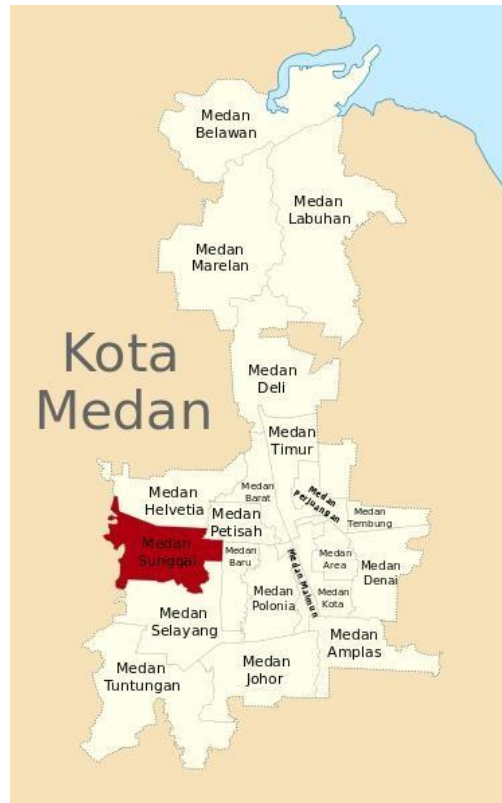 Medan
Belawan
Medan
Labuhan
Medan
Marelan
Kota
Medan
Medan
Deli
Medan
Timur
Medan
Helvetia
Medan
Barat
Medan
Perjuangan
Medan
Petisah
Medan
Tembung
Medan
Sunggal
Medan
Baru
Medan Maimun
Medan
Area
Medan
Denai
Medan
Polonia
Medan
Kota
Medan
Selayang
Medan
Amplas
Medan
Tuntungan
Medan
Johor